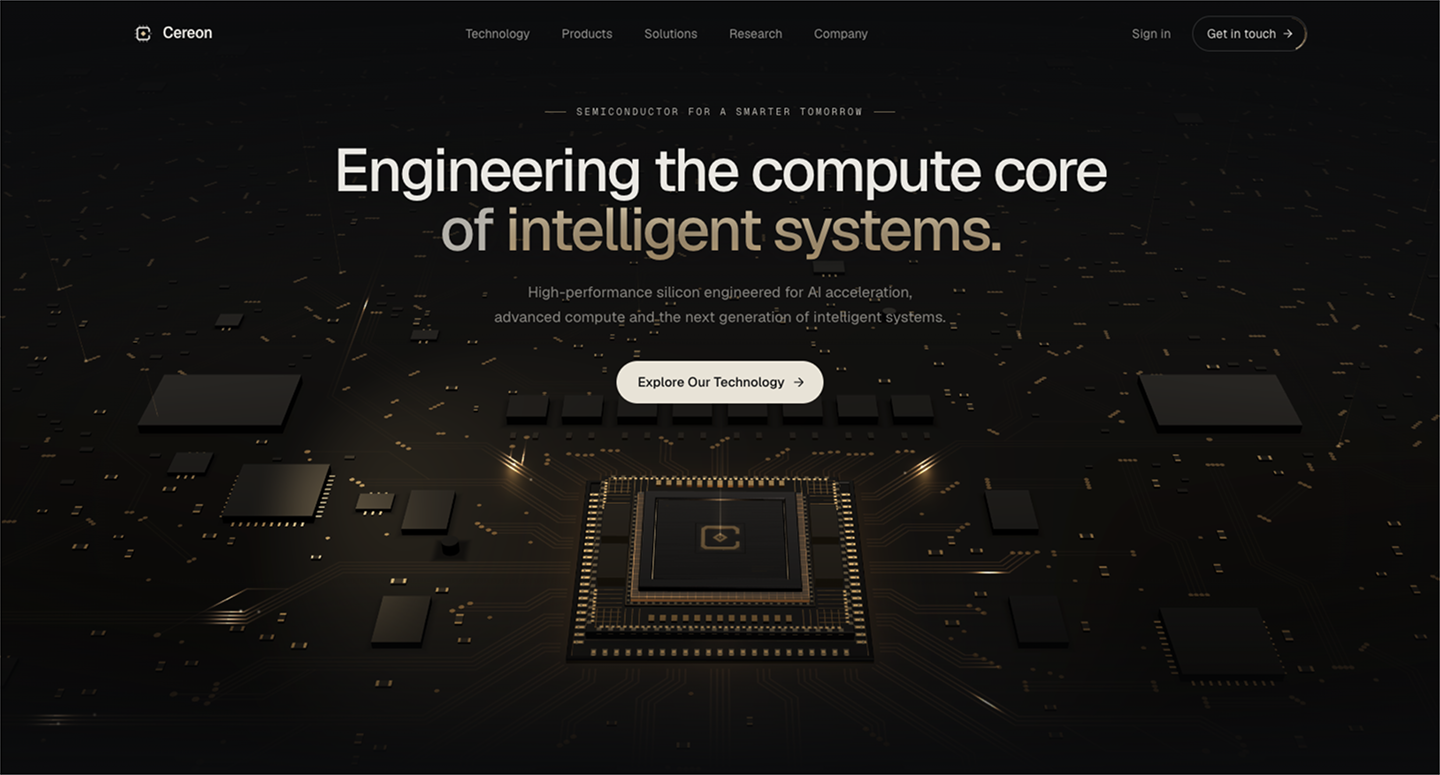 Cereon
Technology
Products
Solutions
Research
Company
Sign in
Get in touch →
SEMICONDUCTOR FOR A SMARTER TOMORROW
Engineering the compute core
of intelligent systems.
High-performance silicon engineered for AI acceleration,
advanced compute and the next generation of intelligent systems.
Explore Our Technology →